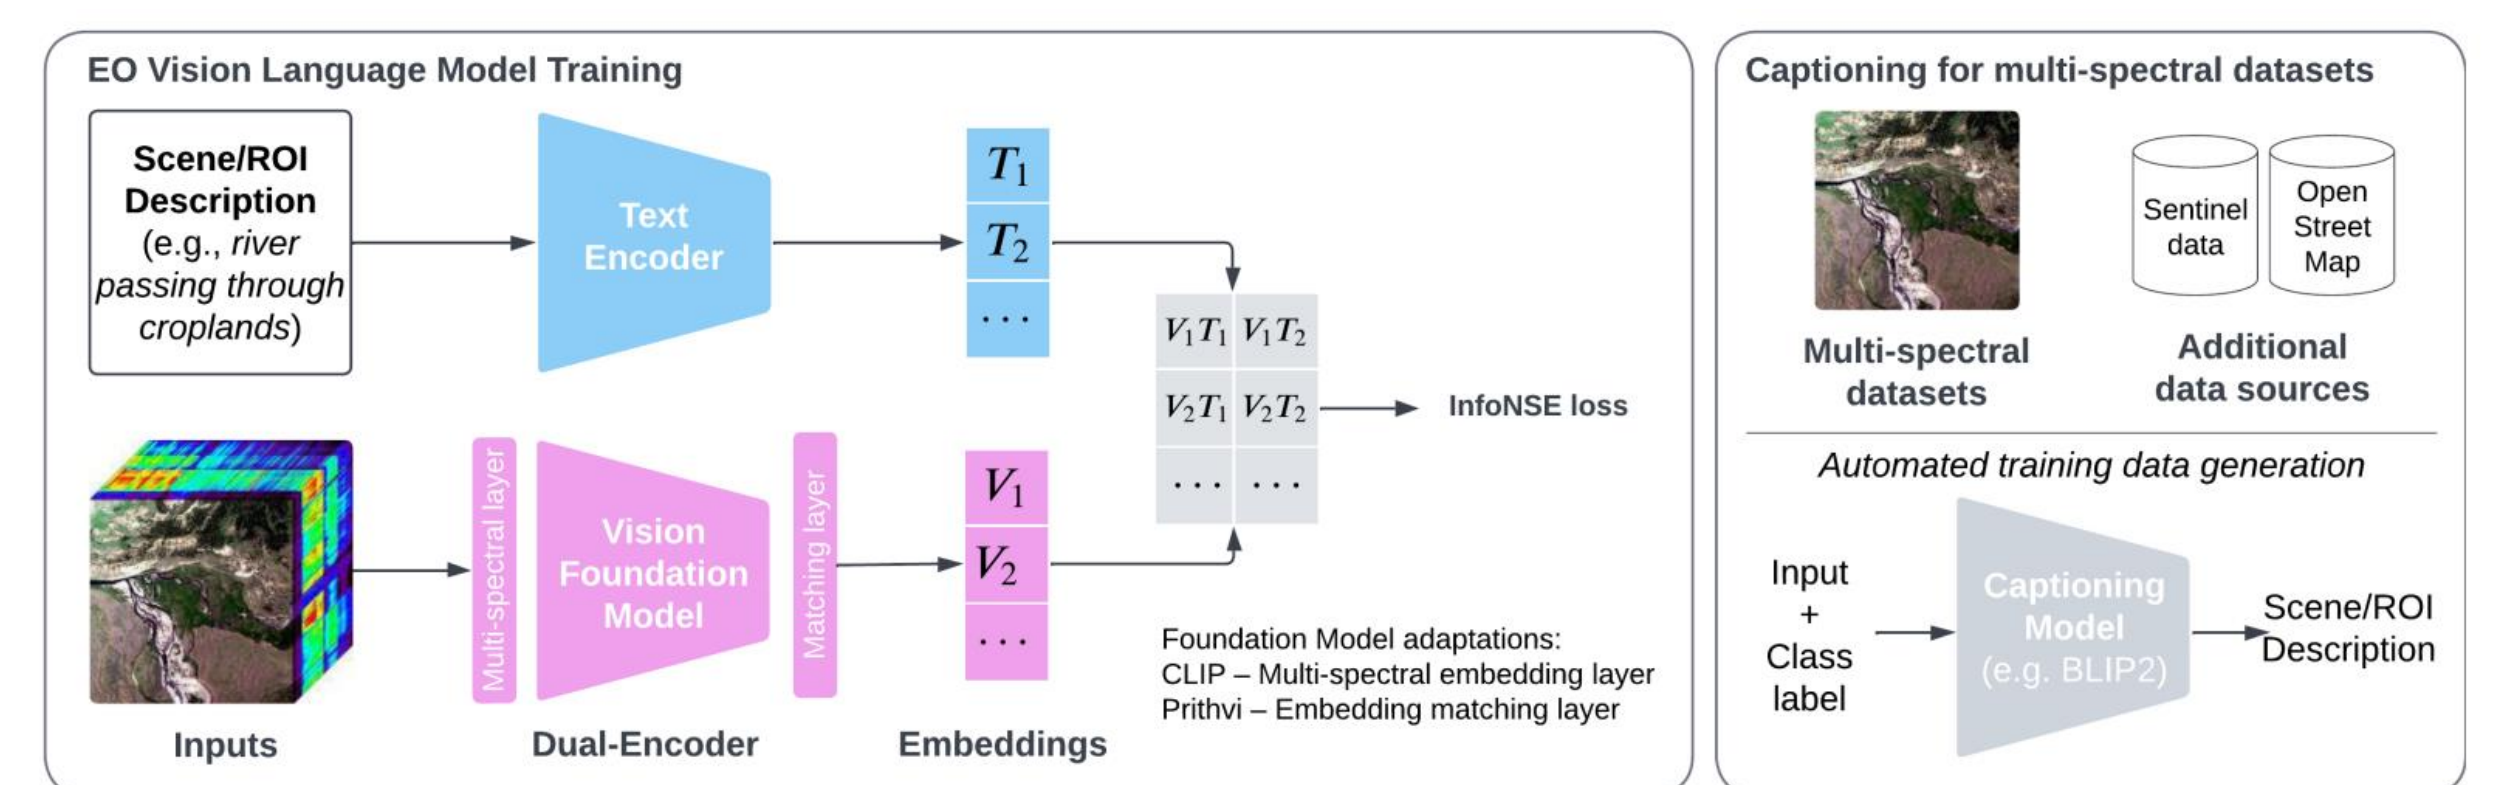 EO Vision Language Model Training
Scene/ROI
Description
(e.g., river
passing through
croplands)
Text
Encoder
T₁
T₂
...
V₁T₁ V₁T₂
V₂T₁ V₂T₂
... ...
InfoNSE loss
Multi-spectral layer
Vision
Foundation
Model
Matching layer
V₁
V₂
...
Foundation Model adaptations:
CLIP – Multi-spectral embedding layer
Prithvi – Embedding matching layer
Inputs
Dual-Encoder
Embeddings
Captioning for multi-spectral datasets
Sentinel
data
Open
Street
Map
Multi-spectral
datasets
Additional
data sources
Automated training data generation
Input
+
Class
label
Captioning
Model
(e.g. BLIP2)
Scene/ROI
Description